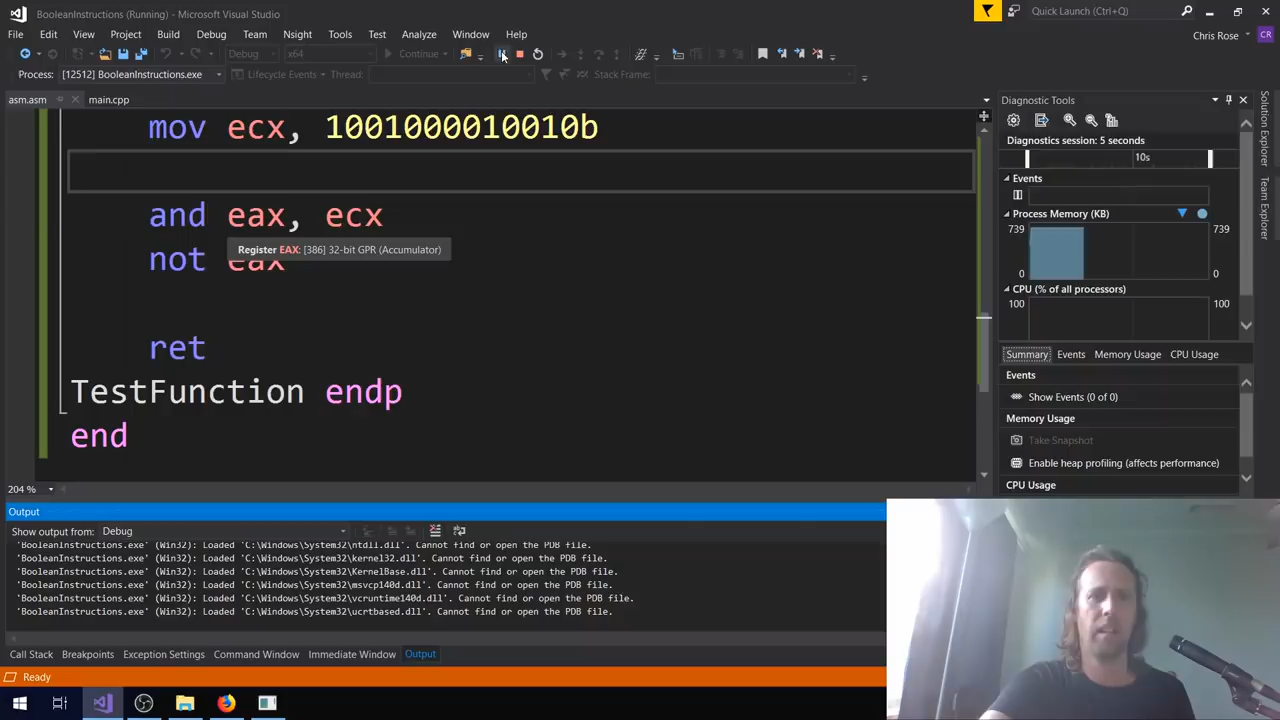 BooleanInstructions (Running) - Microsoft Visual Studio
Quick Launch (Ctrl+Q)
File Edit View Project Build Debug Team Nsight Tools Test Analyze Window Help
Chris Rose CR
Debug x64 Continue
Process: [12512] BooleanInstructions.exe Lifecycle Events Thread: Stack Frame:
asm.asm main.cpp
mov ecx, 1001000010010b
and eax, ecx
Register EAX: [386] 32-bit GPR (Accumulator)
not eax
ret
TestFunction endp
end
204 %
Diagnostic Tools
Diagnostics session: 5 seconds
10s
Events
Process Memory (KB)
739 739
0 0
CPU (% of all processors)
100 100
Summary Events Memory Usage CPU Usage
Events
Show Events (0 of 0)
Memory Usage
Take Snapshot
Enable heap profiling (affects performance)
CPU Usage
Solution Explorer
Team Explorer
Output
Show output from: Debug
'BooleanInstructions.exe' (Win32): Loaded 'C:\Windows\System32\ntdll.dll'. Cannot find or open the PDB file.
'BooleanInstructions.exe' (Win32): Loaded 'C:\Windows\System32\kernel32.dll'. Cannot find or open the PDB file.
'BooleanInstructions.exe' (Win32): Loaded 'C:\Windows\System32\KernelBase.dll'. Cannot find or open the PDB file.
'BooleanInstructions.exe' (Win32): Loaded 'C:\Windows\System32\msvcp140d.dll'. Cannot find or open the PDB file.
'BooleanInstructions.exe' (Win32): Loaded 'C:\Windows\System32\vcruntime140d.dll'. Cannot find or open the PDB file.
'BooleanInstructions.exe' (Win32): Loaded 'C:\Windows\System32\ucrtbased.dll'. Cannot find or open the PDB file.
Call Stack Breakpoints Exception Settings Command Window Immediate Window Output
Ready